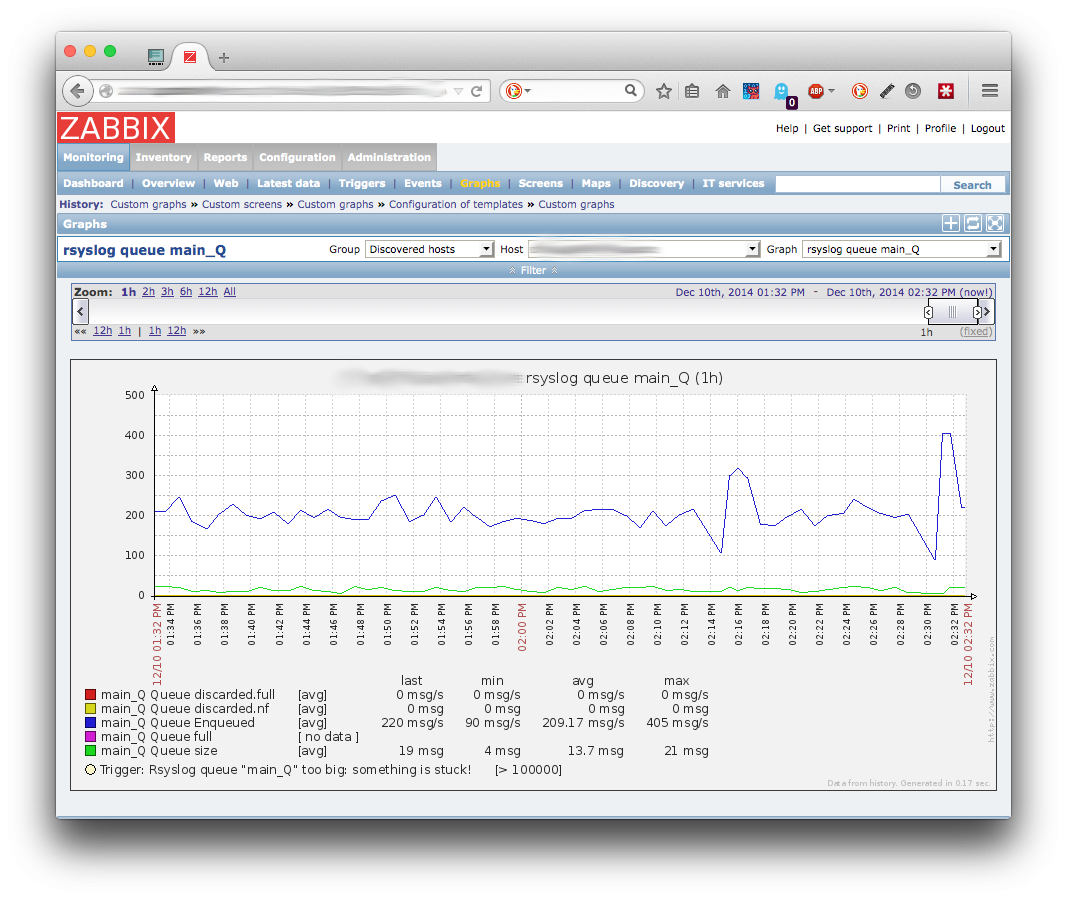 0
ABP
ZABBIX
Help | Get support | Print | Profile | Logout
Monitoring Inventory Reports Configuration Administration
Dashboard | Overview | Web | Latest data | Triggers | Events | Graphs | Screens | Maps | Discovery | IT services Search
History: Custom graphs » Custom screens » Custom graphs » Configuration of templates » Custom graphs
Graphs
rsyslog queue main_Q Group Discovered hosts Host Graph rsyslog queue main_Q
Filter
Zoom: 1h 2h 3h 6h 12h All Dec 10th, 2014 01:32 PM - Dec 10th, 2014 02:32 PM (now!)
«« 12h 1h | 1h 12h »» 1h (fixed)
rsyslog queue main_Q (1h)
500
400
300
200
100
0
12/10 01:32 PM
01:34 PM
01:36 PM
01:38 PM
01:40 PM
01:42 PM
01:44 PM
01:46 PM
01:48 PM
01:50 PM
01:52 PM
01:54 PM
01:56 PM
01:58 PM
02:00 PM
02:02 PM
02:04 PM
02:06 PM
02:08 PM
02:10 PM
02:12 PM
02:14 PM
02:16 PM
02:18 PM
02:20 PM
02:22 PM
02:24 PM
02:26 PM
02:28 PM
02:30 PM
02:32 PM
12/10 02:32 PM
last min avg max
main_Q Queue discarded.full [avg] 0 msg/s 0 msg/s 0 msg/s 0 msg/s
main_Q Queue discarded.nf [avg] 0 msg 0 msg 0 msg 0 msg
main_Q Queue Enqueued [avg] 220 msg/s 90 msg/s 209.17 msg/s 405 msg/s
main_Q Queue full [ no data ]
main_Q Queue size [avg] 19 msg 4 msg 13.7 msg 21 msg
Trigger: Rsyslog queue "main_Q" too big: something is stuck! [> 100000]
http://www.zabbix.com
Data from history. Generated in 0.17 sec.